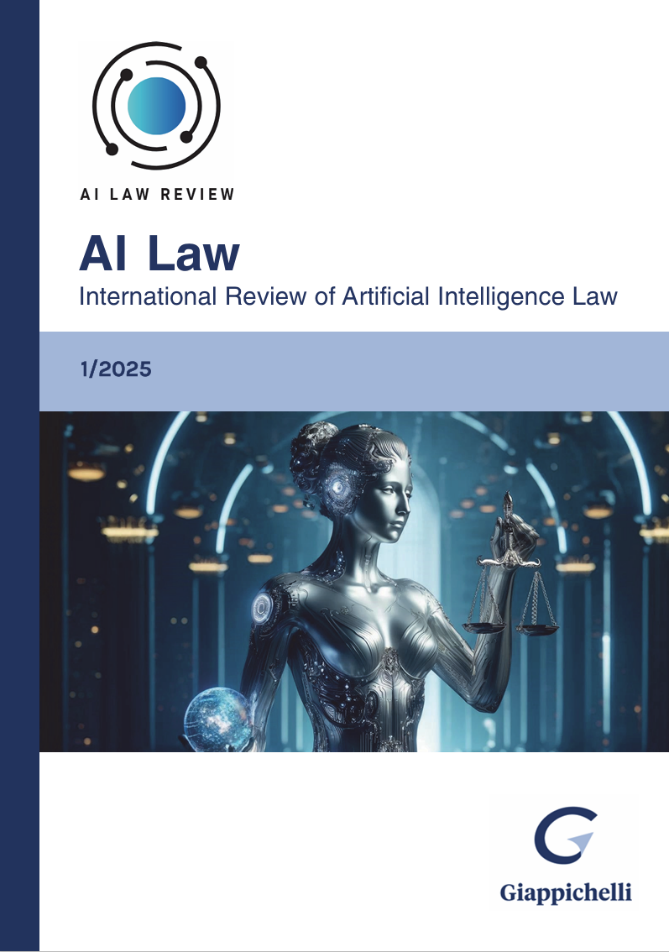 AI LAW REVIEW
AI Law
International Review of Artificial Intelligence Law
1/2025
Giappichelli